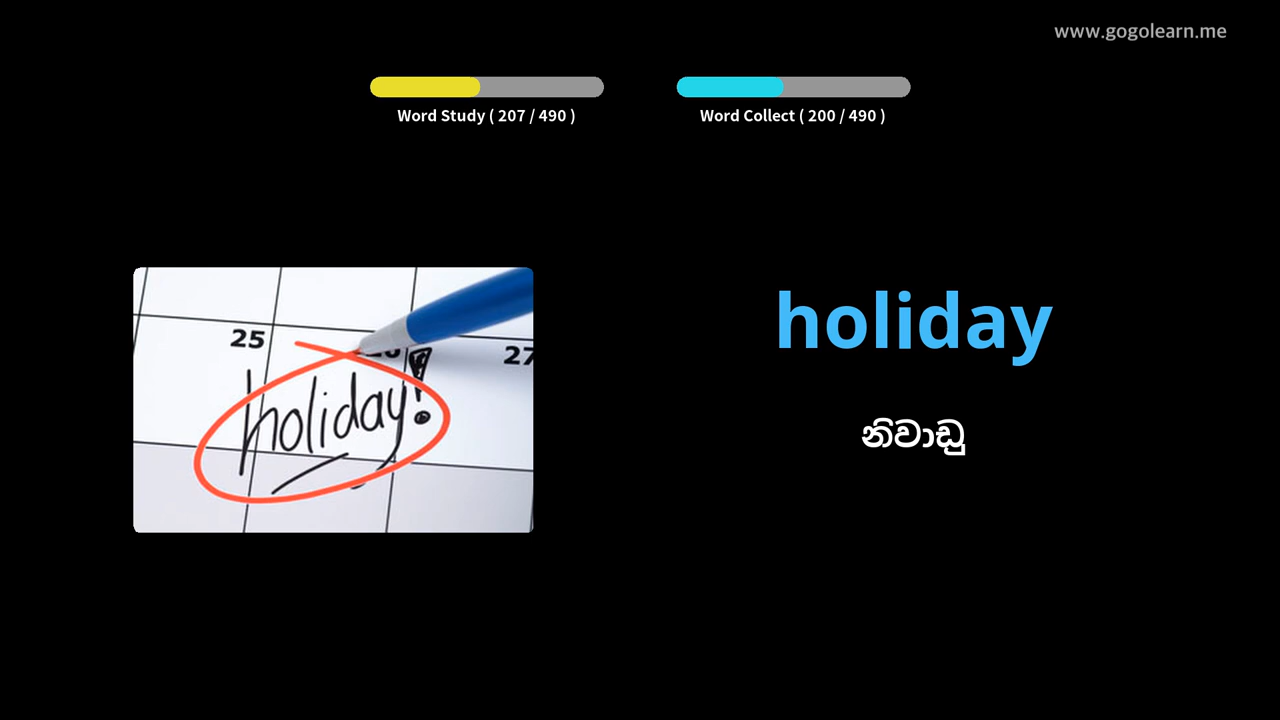 www.gogolearn.me
Word Study ( 207 / 490 )
Word Collect ( 200 / 490 )
25
27
holiday!
holiday
නිවාඩු